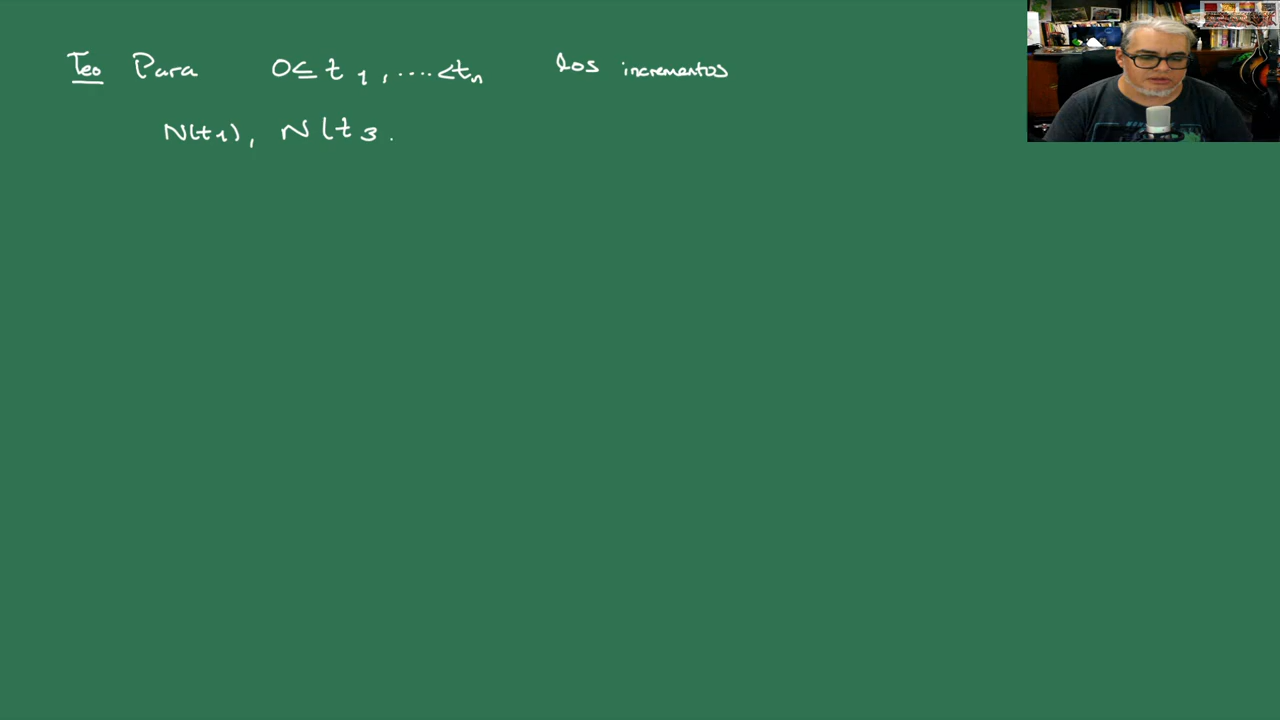 Teo Para 0 ≤ t1, .... < tn los incrementos
N(t1), N(t3.